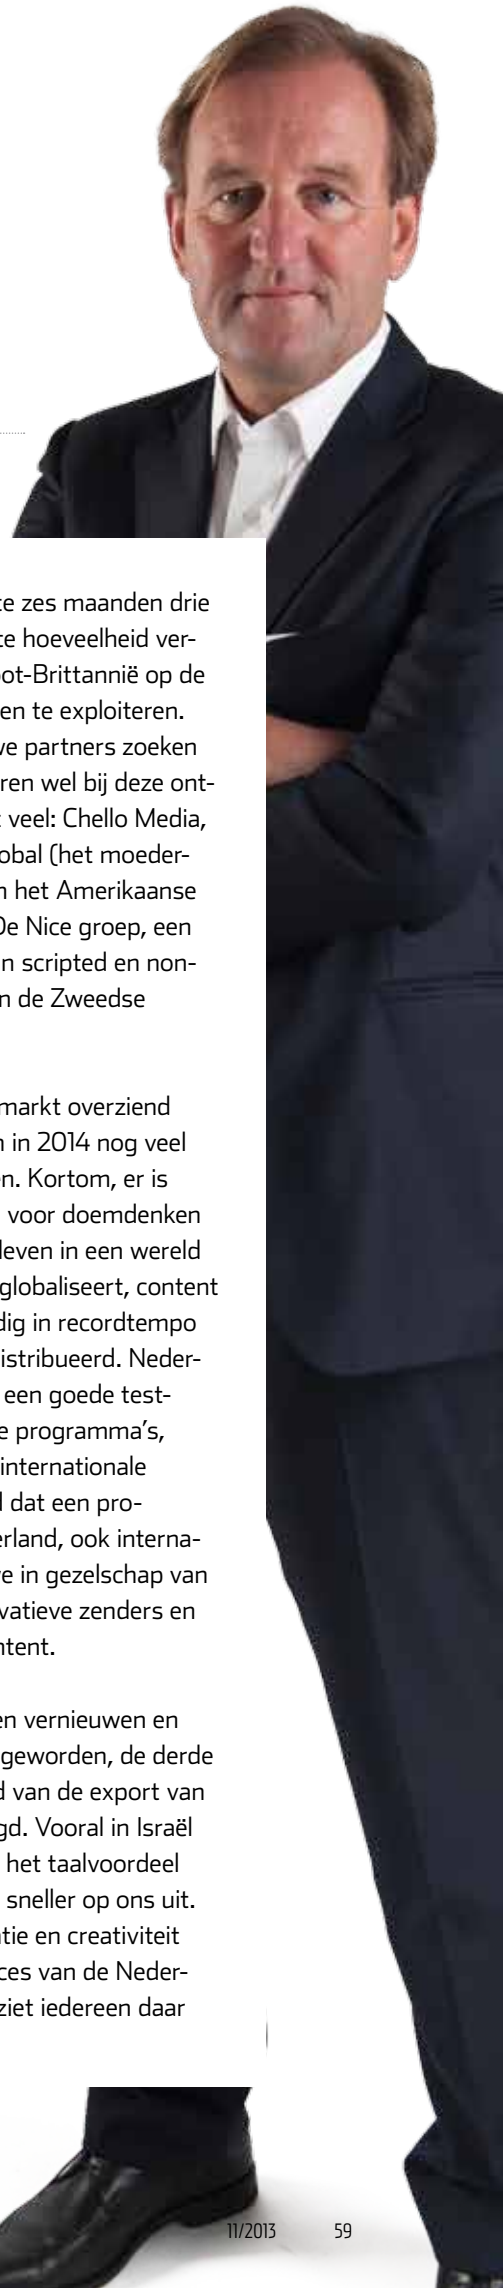 te zes maanden drie
te hoeveelheid ver-
oot-Brittannië op de
en te exploiteren.
we partners zoeken
ren wel bij deze ont-
t veel: Chello Media,
obal (het moeder-
n het Amerikaanse
De Nice groep, een
n scripted en non-
n de Zweedse
markt overziend
n in 2014 nog veel
en. Kortom, er is
voor doemdenken
leven in een wereld
globaliseert, content
dig in recordtempo
istribueerd. Neder-
een goede test-
e programma's,
internationale
d dat een pro-
erland, ook interna-
ve in gezelschap van
vatieve zenders en
ntent.
en vernieuwen en
geworden, de derde
d van de export van
gd. Vooral in Israël
het taalvoordeel
sneller op ons uit.
tie en creativiteit
ces van de Neder-
ziet iedereen daar
11/2013 59